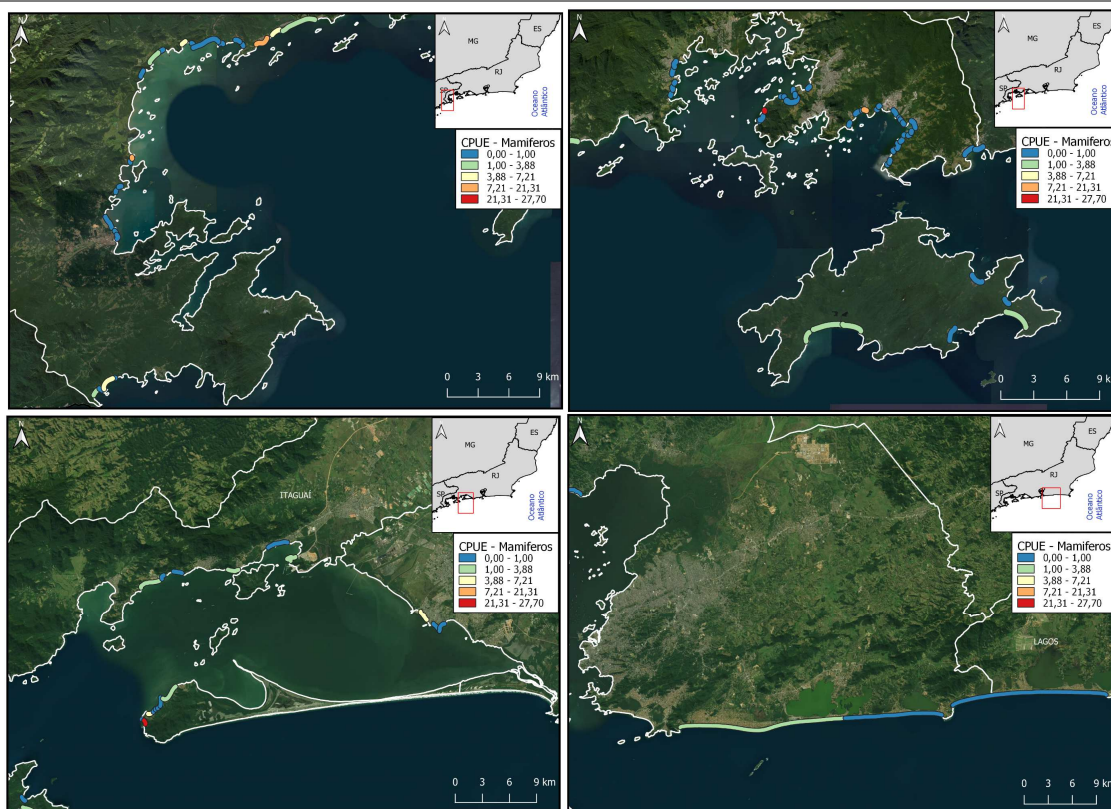 N
MG
ES
RJ
SP
Oceano
Atlântico
CPUE - Mamiferos
0,00 - 1,00
1,00 - 3,88
3,88 - 7,21
7,21 - 21,31
21,31 - 27,70
0 3 6 9 km
N
MG
ES
RJ
SP
Oceano
Atlântico
CPUE - Mamiferos
0,00 - 1,00
1,00 - 3,88
3,88 - 7,21
7,21 - 21,31
21,31 - 27,70
0 3 6 9 km
N
ITAGUAÍ
MG
ES
RJ
SP
Oceano
Atlântico
CPUE - Mamiferos
0,00 - 1,00
1,00 - 3,88
3,88 - 7,21
7,21 - 21,31
21,31 - 27,70
0 3 6 9 km
N
MG
ES
RJ
SP
Oceano
Atlântico
CPUE - Mamiferos
0,00 - 1,00
1,00 - 3,88
3,88 - 7,21
7,21 - 21,31
21,31 - 27,70
LAGOS
0 3 6 9 km